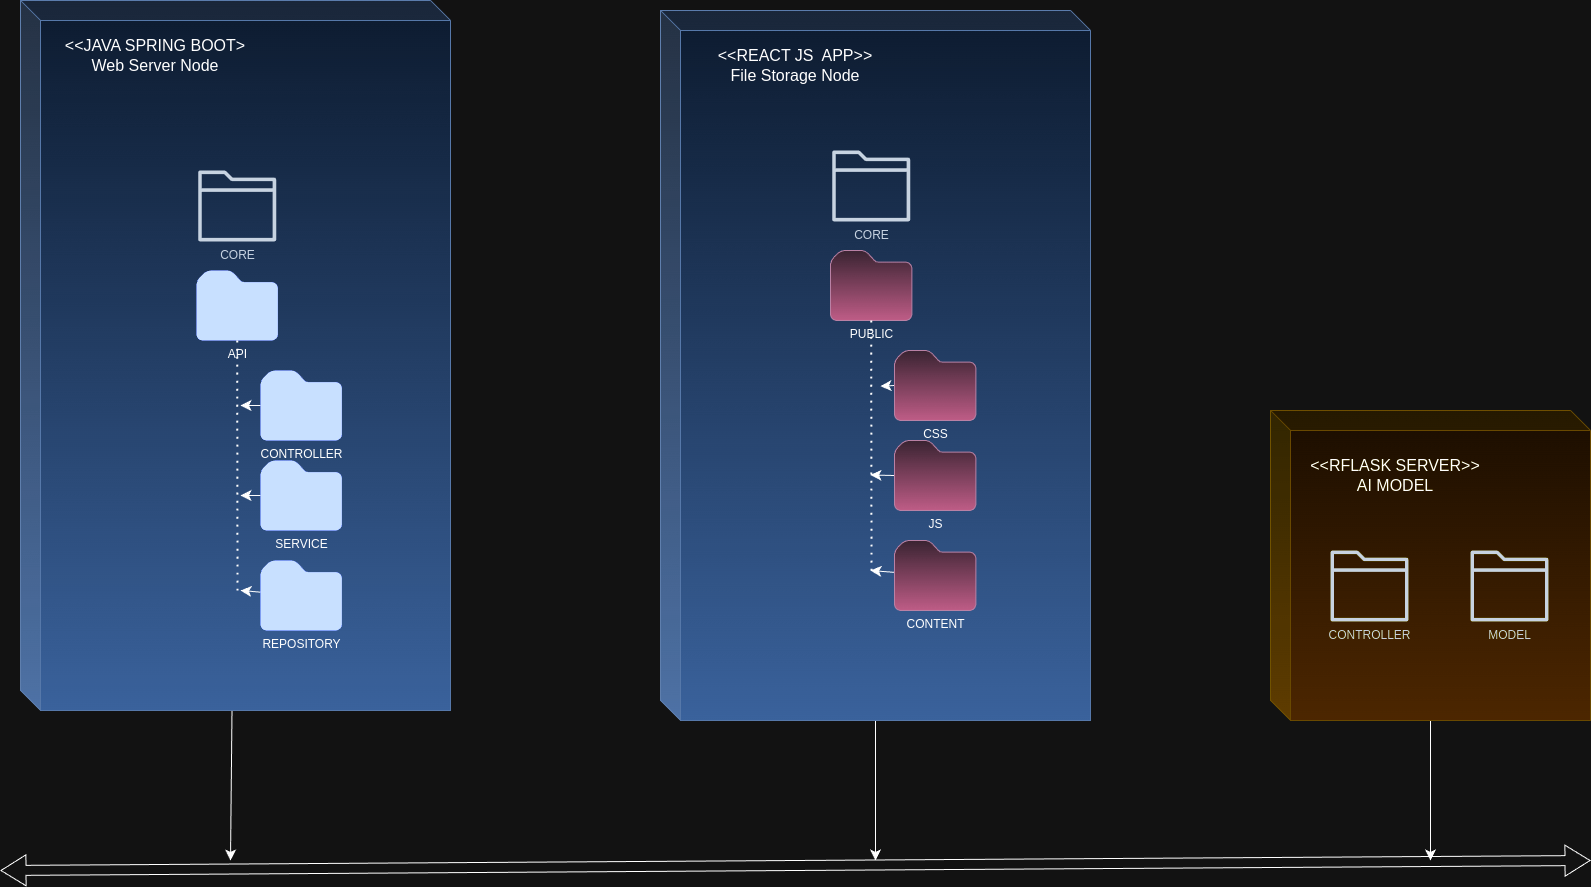 <<JAVA SPRING BOOT>
Web Server Node
CORE
API
CONTROLLER
SERVICE
REPOSITORY
<<REACT JS  APP>>
File Storage Node
CORE
PUBLIC
CSS
JS
CONTENT
<<RFLASK SERVER>>
AI MODEL
CONTROLLER
MODEL